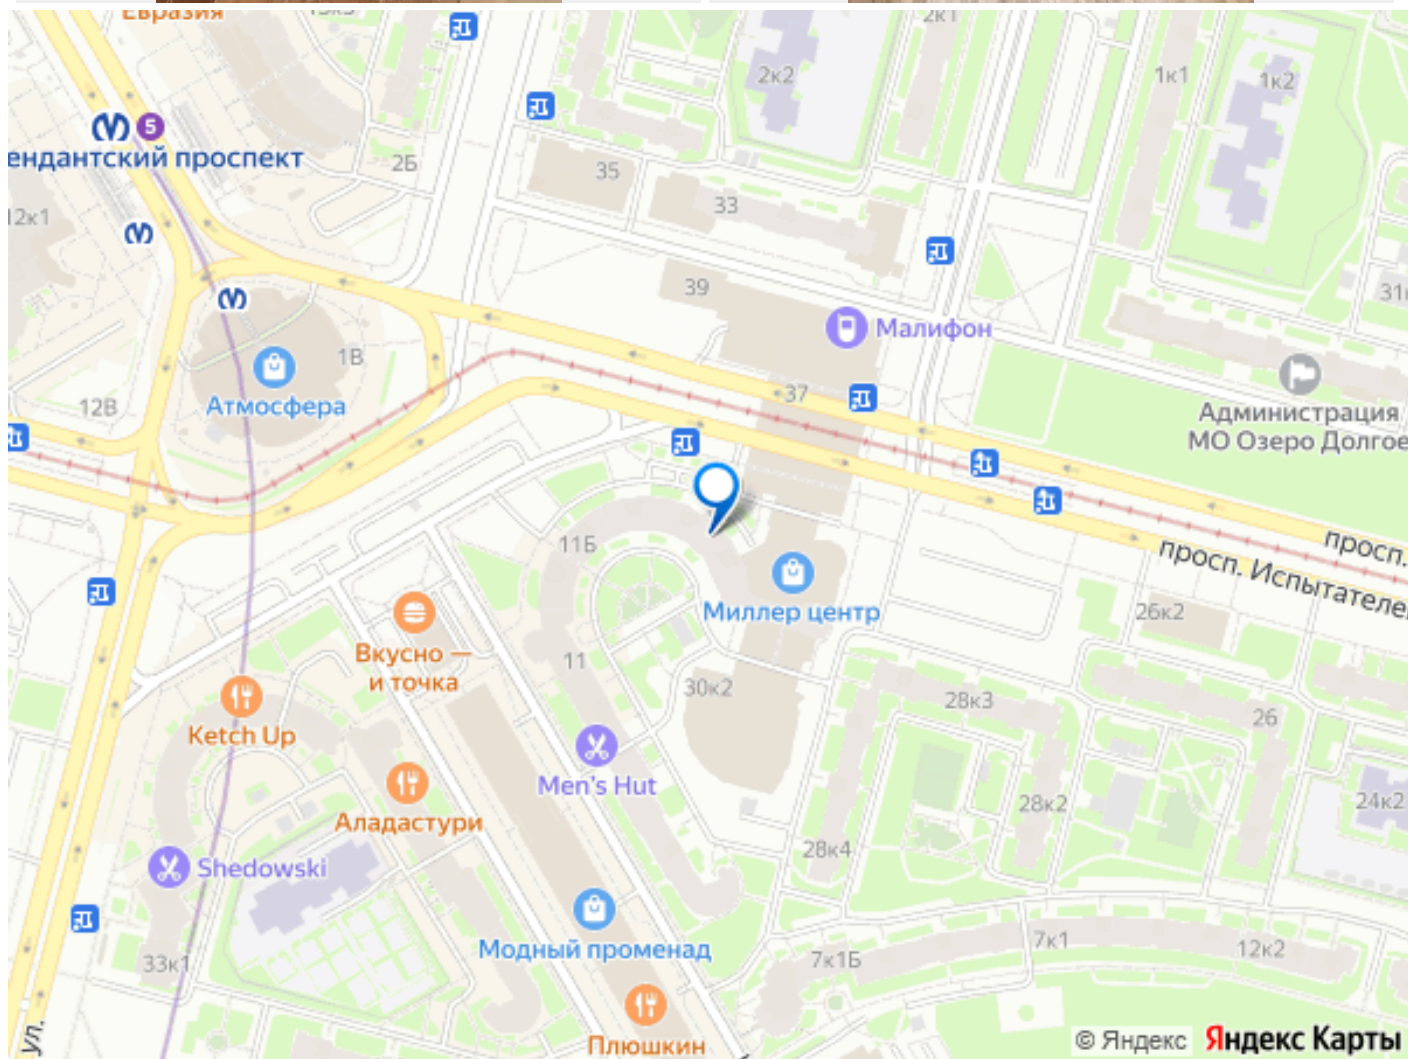 Евразия
2к1
2к2
1к1
1к2
5
ендантский проспект
2Б
35
33
12к1
39
31
Малифон
1В
37
12В
Атмосфера
Администрация
МО Озеро Долгое
11Б
просп.
просп. Испытателе
Миллер центр
26к2
Вкусно —
и точка
11
30к2
28к3
26
Ketch Up
Men's Hut
28к2
24к2
Аладастури
28к4
Shedowski
Модный променад
7к1
12к2
7к1Б
33к1
ул.
Плюшкин
© Яндекс Яндекс Карты